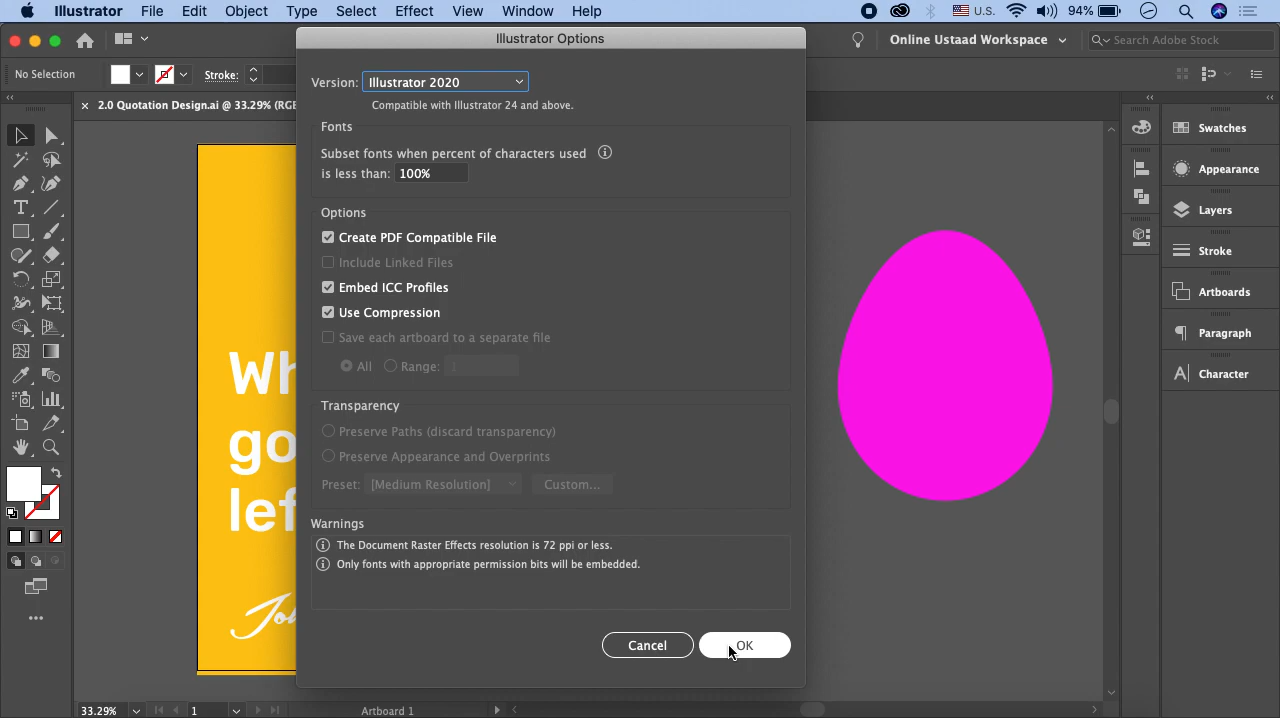 Illustrator File Edit Object Type Select Effect View Window Help U.S. 94%
Illustrator Options
Online Ustaad Workspace Search Adobe Stock
No Selection Stroke:
2.0 Quotation Design.ai @ 33.29% (RGB
Version: Illustrator 2020
Compatible with Illustrator 24 and above.
Fonts
Subset fonts when percent of characters used
is less than: 100%
Options
Create PDF Compatible File
Include Linked Files
Embed ICC Profiles
Use Compression
Save each artboard to a separate file
All Range: 1
Transparency
Preserve Paths (discard transparency)
Preserve Appearance and Overprints
Preset: [Medium Resolution] Custom...
Warnings
The Document Raster Effects resolution is 72 ppi or less.
Only fonts with appropriate permission bits will be embedded.
Cancel OK
Wh
go
lef
Joh
Swatches
Appearance
Layers
Stroke
Artboards
Paragraph
Character
33.29% 1 Artboard 1